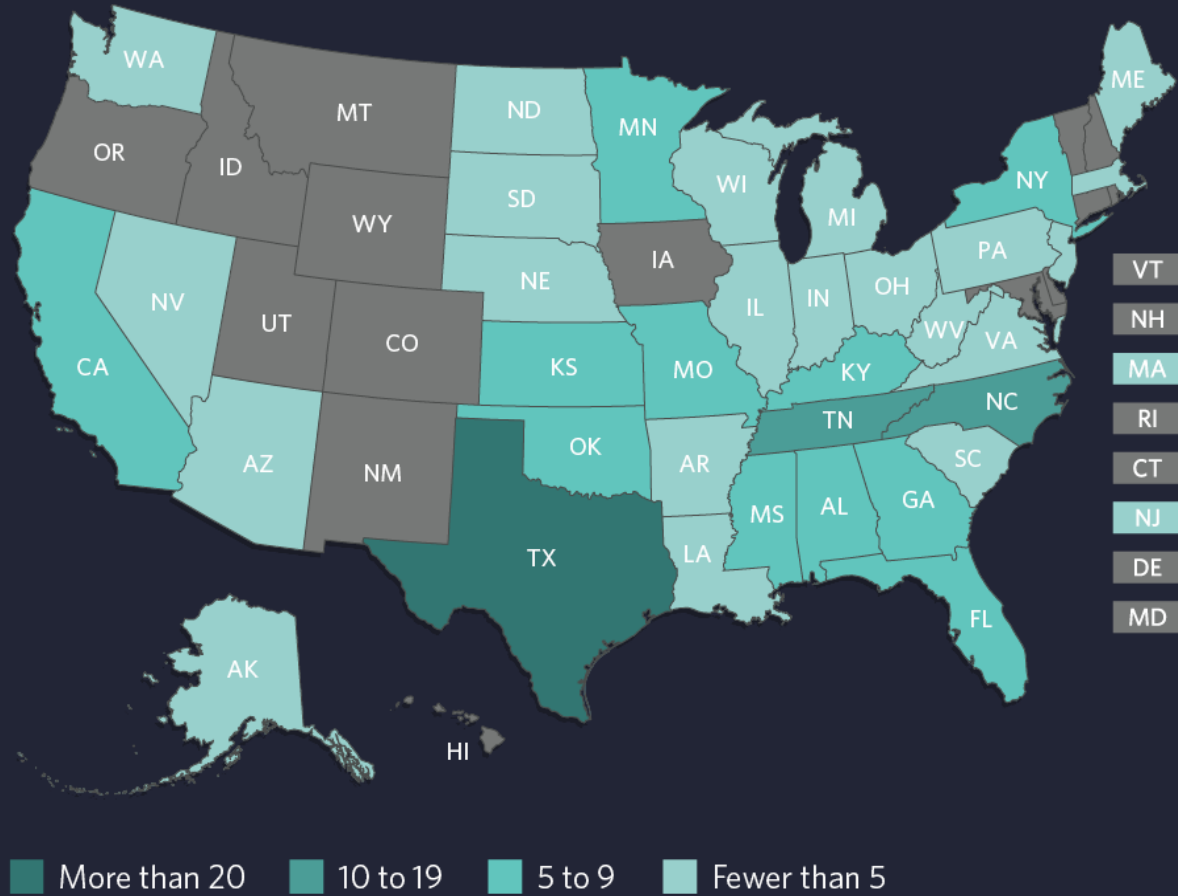 WA
MT
ND
MN
ME
OR
ID
SD
WI
NY
WY
MI
IA
PA
NE
VT
NV
UT
IL
IN
OH
NH
CO
WV
VA
CA
KS
MO
KY
MA
NC
TN
RI
OK
AZ
AR
SC
CT
NM
MS
AL
GA
NJ
TX
LA
DE
FL
MD
AK
HI
More than 20
10 to 19
5 to 9
Fewer than 5